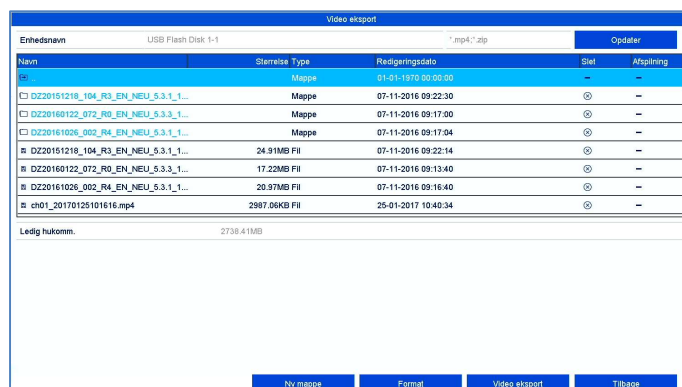 Video eksport
Enhedsnavn USB Flash Disk 1-1 *.mp4;*.zip Opdater
Navn Størrelse Type Redigeringsdato Slet Afspilning
.. Mappe 01-01-1970 00:00:00 – –
DZ20151218_104_R3_EN_NEU_5.3.1_1... Mappe 07-11-2016 09:22:30 –
DZ20160122_072_R0_EN_NEU_5.3.3_1... Mappe 07-11-2016 09:17:00 –
DZ20161026_002_R4_EN_NEU_5.3.1_1... Mappe 07-11-2016 09:17:04 –
DZ20151218_104_R3_EN_NEU_5.3.1_1... 24.91MB Fil 07-11-2016 09:22:14 –
DZ20160122_072_R0_EN_NEU_5.3.3_1... 17.22MB Fil 07-11-2016 09:13:40 –
DZ20161026_002_R4_EN_NEU_5.3.1_1... 20.97MB Fil 07-11-2016 09:16:40 –
ch01_20170125101616.mp4 2987.06KB Fil 25-01-2017 10:40:34 –
Ledig hukomm. 2738.41MB
Ny mappe Format Video eksport Tilbage